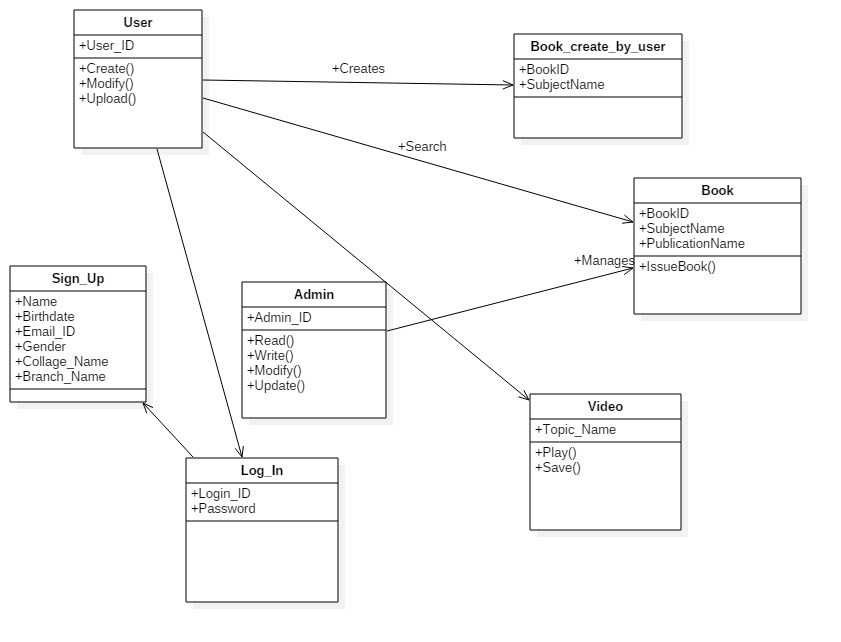 User
+User_ID
+Create()
+Modify()
+Upload()
+Creates
Book_create_by_user
+BookID
+SubjectName
+Search
Book
+BookID
+SubjectName
+PublicationName
+IssueBook()
+Manages
Sign_Up
+Name
+Birthdate
+Email_ID
+Gender
+Collage_Name
+Branch_Name
Admin
+Admin_ID
+Read()
+Write()
+Modify()
+Update()
Video
+Topic_Name
+Play()
+Save()
Log_In
+Login_ID
+Password